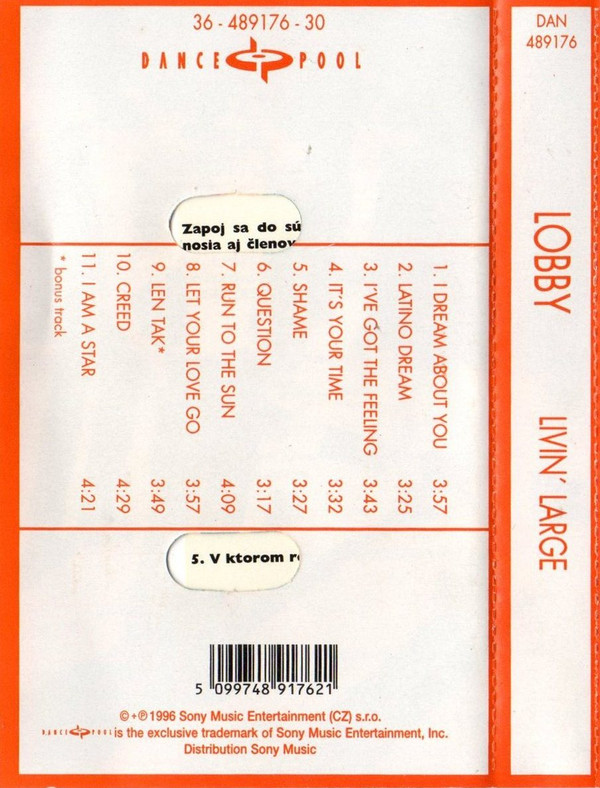 36 - 489176 - 30
DANCE POOL
Zapoj sa do sú
nosia aj členov
1. I DREAM ABOUT YOU 3:57
2. LATINO DREAM 3:25
3. I'VE GOT THE FEELING 3:43
4. IT'S YOUR TIME 3:32
5. SHAME 3:27
6. QUESTION 3:17
7. RUN TO THE SUN 4:09
8. LET YOUR LOVE GO 3:57
9. LEN TAK* 3:49
10. CREED 4:29
11. I AM A STAR 4:21
* bonus track
5. V ktorom r
5 099748 917621
© + ℗ 1996 Sony Music Entertainment (CZ) s.r.o.
DANCE POOL is the exclusive trademark of Sony Music Entertainment, Inc.
Distribution Sony Music
DAN
489176
LOBBY LIVIN' LARGE